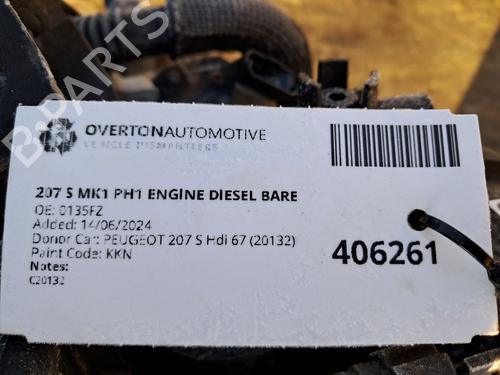 OVERTONAUTOMOTIVE
VEHICLE DISMANTLERS
207 S MK1 PH1 ENGINE DIESEL BARE
OE: 0135FZ
Added: 14/06/2024
Donor Car: PEUGEOT 207 S Hdi 67 (20132)
Paint Code: KKN
Notes:
C20132
406261
B-PARTS